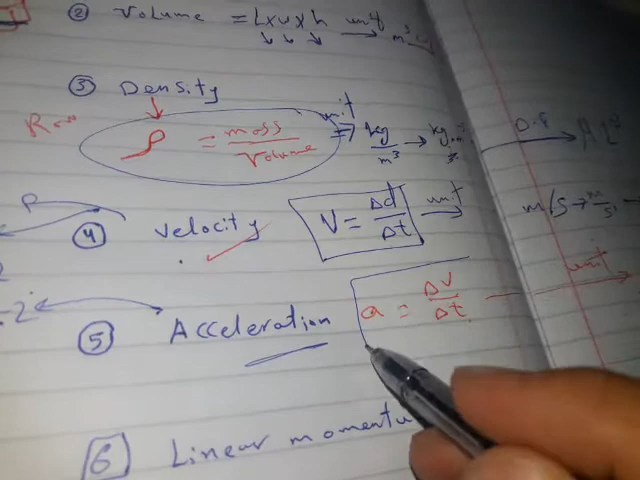 ② Volume = L x w x h unit → m³
③ Density
ρ = mass / Volume unit ⇒ kg / m³ → kg
④ Velocity V = Δd / Δt unit → m/s → m / s
⑤ Acceleration a = ΔV / Δt unit →
6 Linear momentu